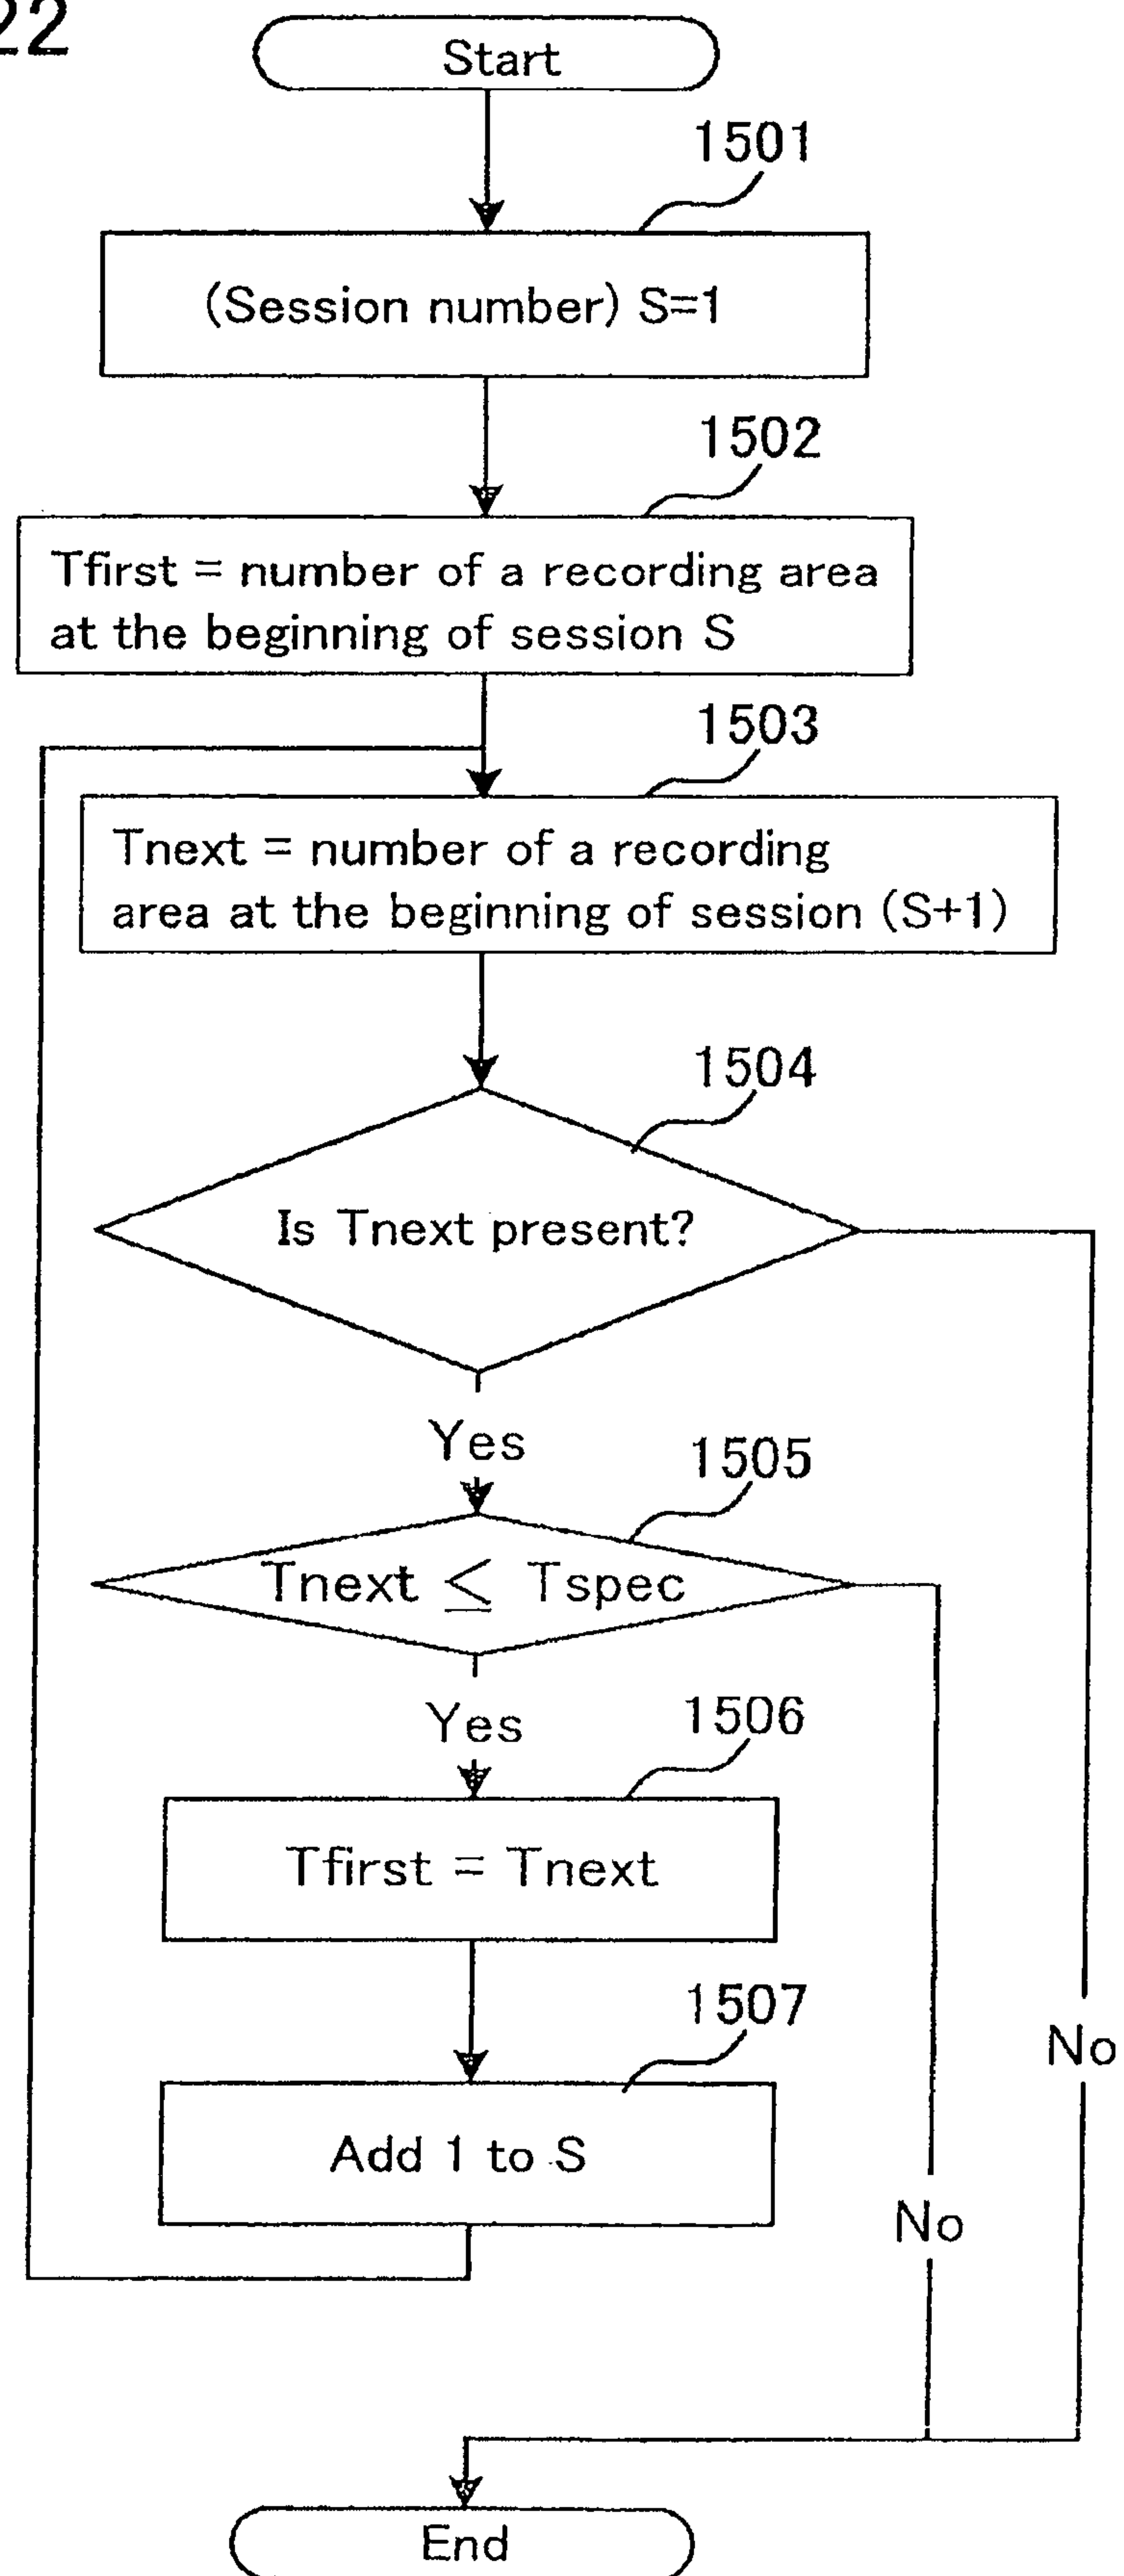 22
Start
1501
(Session number) S=1
1502
Tfirst = number of a recording area
at the beginning of session S
1503
Tnext = number of a recording
area at the beginning of session (S+1)
1504
Is Tnext present?
Yes
1505
Tnext ≤ Tspec
Yes
1506
Tfirst = Tnext
1507
No
Add 1 to S
No
End